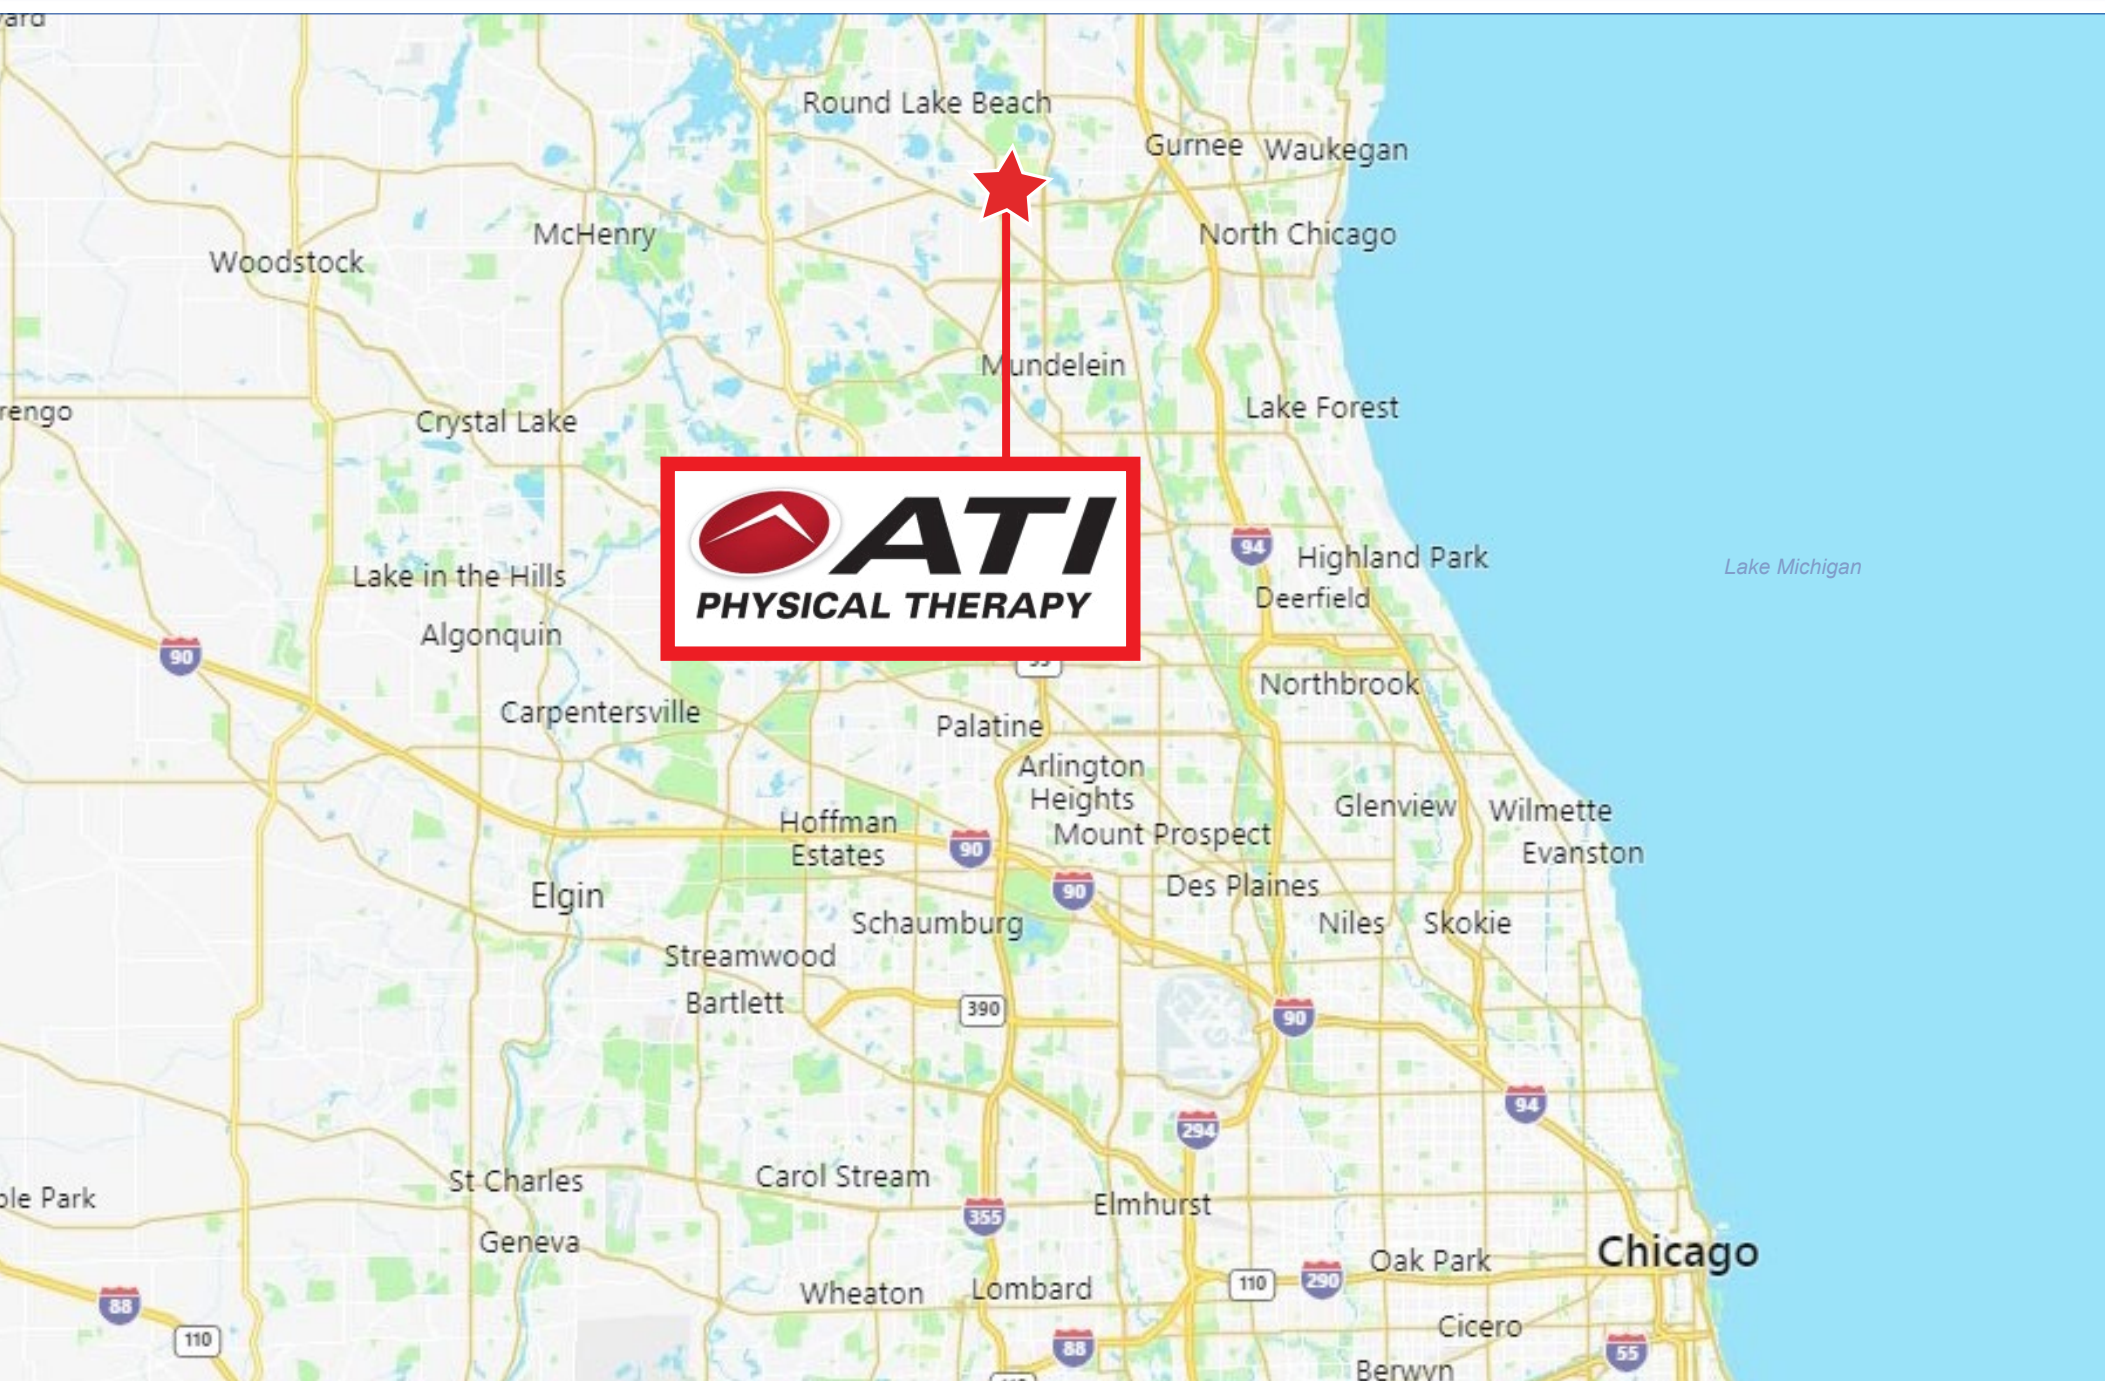 Round Lake Beach
Gurnee
Waukegan
McHenry
North Chicago
Woodstock
Mundelein
Lake Forest
rengo
Crystal Lake
ATI
PHYSICAL THERAPY
94
Highland Park
Lake Michigan
Lake in the Hills
Deerfield
Algonquin
90
Northbrook
Carpentersville
Palatine
Arlington
Heights
Glenview
Wilmette
Hoffman
Estates
90
Mount Prospect
Evanston
Elgin
90
Des Plaines
Schaumburg
Niles
Skokie
Streamwood
Bartlett
390
90
94
294
St Charles
Carol Stream
ole Park
Elmhurst
355
Geneva
Chicago
Oak Park
Wheaton
Lombard
110
290
88
Cicero
110
88
55
Berwyn